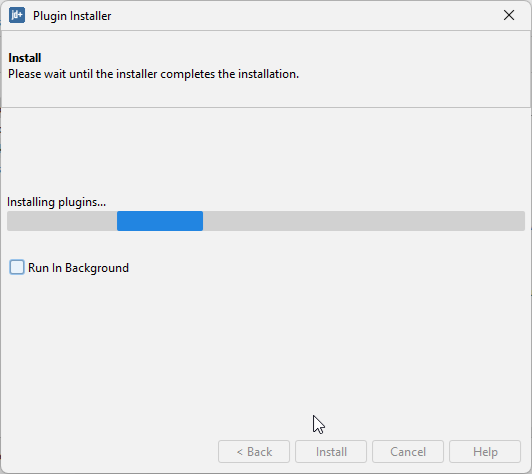 jd+ Plugin Installer
Install
Please wait until the installer completes the installation.
Installing plugins...
Run In Background
< Back Install Cancel Help